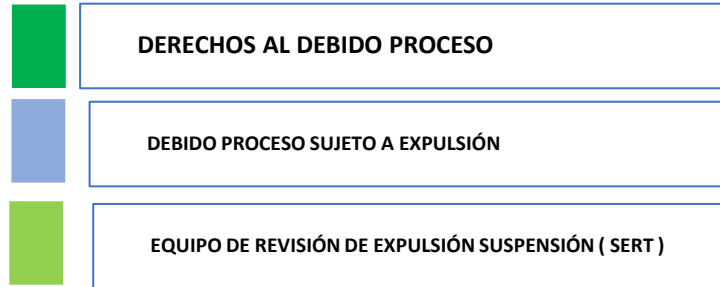 DERECHOS AL DEBIDO PROCESO
DEBIDO PROCESO SUJETO A EXPULSIÓN
EQUIPO DE REVISIÓN DE EXPULSIÓN SUSPENSIÓN ( SERT )